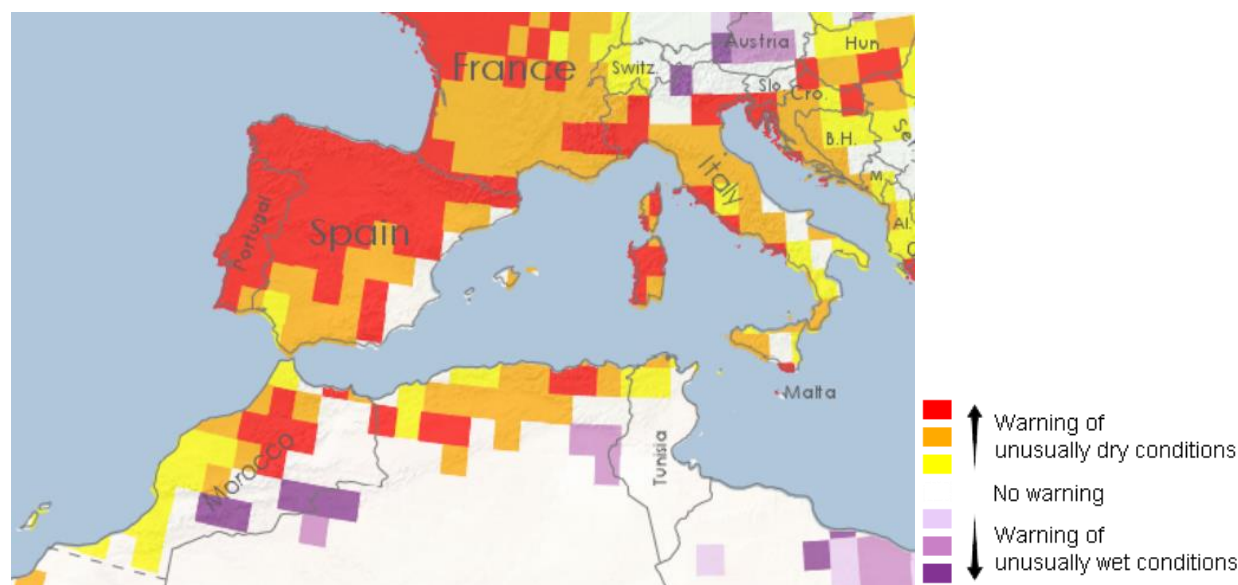 Austria
Hun
France
Switz.
Slo
Cro.
B.H.
Se
Italy
M.
Portugal
Spain
Al.
Malta
Morocco
Tunisia
Warning of
unusually dry conditions
No warning
Warning of
unusually wet conditions